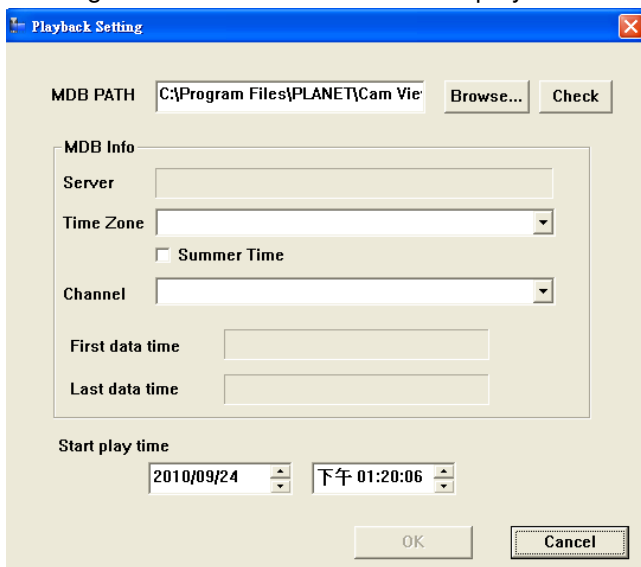 Playback Setting
MDB PATH C:\Program Files\PLANET\Cam Vie Browse... Check
MDB Info
Server
Time Zone
Summer Time
Channel
First data time
Last data time
Start play time
2010/09/24 下午 01:20:06
OK Cancel